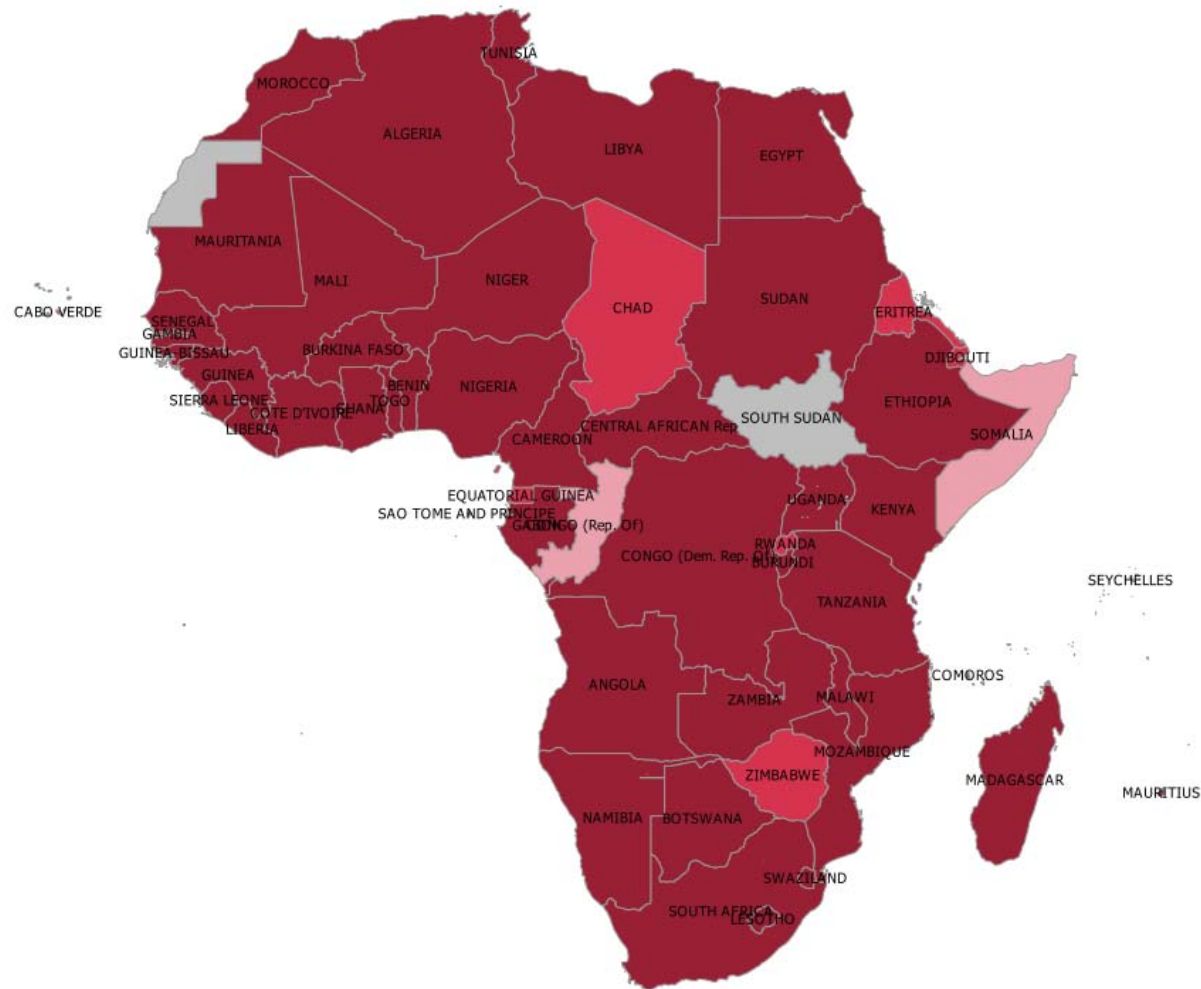 TUNISIA
MOROCCO
ALGERIA
LIBYA
EGYPT
MAURITANIA
MALI
NIGER
CHAD
SUDAN
ERITREA
CABO VERDE
SENEGAL
GAMBIA
GUINEA-BISSAU
BURKINA FASO
DJIBOUTI
GUINEA
NIGERIA
BENIN
SIERRA LEONE
TOGO
ETHIOPIA
COTE D'IVOIRE
GHANA
LIBERIA
SOUTH SUDAN
CENTRAL AFRICAN Rep
SOMALIA
CAMEROON
EQUATORIAL GUINEA
UGANDA
SAO TOME AND PRINCIPE
KENYA
GABON
CONGO (Rep. Of)
RWANDA
CONGO (Dem. Rep. Of)
BURUNDI
SEYCHELLES
TANZANIA
COMOROS
ANGOLA
ZAMBIA
MALAWI
MOZAMBIQUE
ZIMBABWE
MADAGASCAR
MAURITIUS
NAMIBIA
BOTSWANA
SWAZILAND
SOUTH AFRICA
LESOTHO